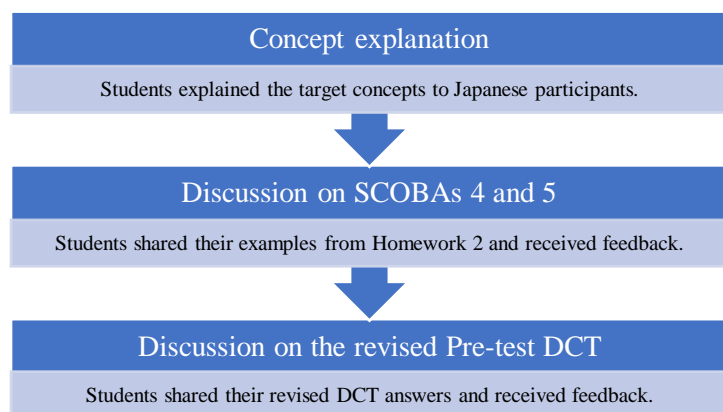 Concept explanation
Students explained the target concepts to Japanese participants.
Discussion on SCOBAs 4 and 5
Students shared their examples from Homework 2 and received feedback.
Discussion on the revised Pre-test DCT
Students shared their revised DCT answers and received feedback.